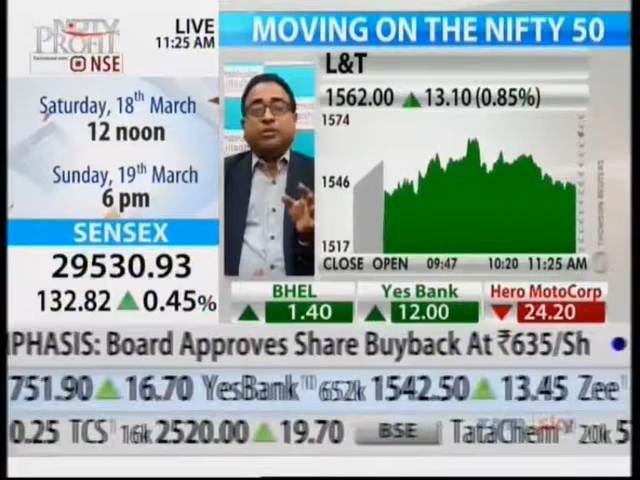 NDTV
PROFIT
NSE
LIVE
11:25 AM
MOVING ON THE NIFTY 50
Saturday, 18th March
12 noon
Sunday, 19th March
6 pm
SENSEX
29530.93
132.82 ▲ 0.45%
L&T
1562.00 ▲ 13.10 (0.85%)
1574
1546
1517
CLOSE OPEN 09:47 10:20 11:25 AM
THOMSON REUTERS
BHEL
▲ 1.40
Yes Bank
▲ 12.00
Hero MotoCorp
▼ 24.20
MPHASIS: Board Approves Share Buyback At ₹635/Sh
751.90 ▲ 16.70 YesBank 652k 1542.50 ▲ 13.45 Zee
0.25 TCS 16k 2520.00 ▲ 19.70 BSE TataChem 20k 5